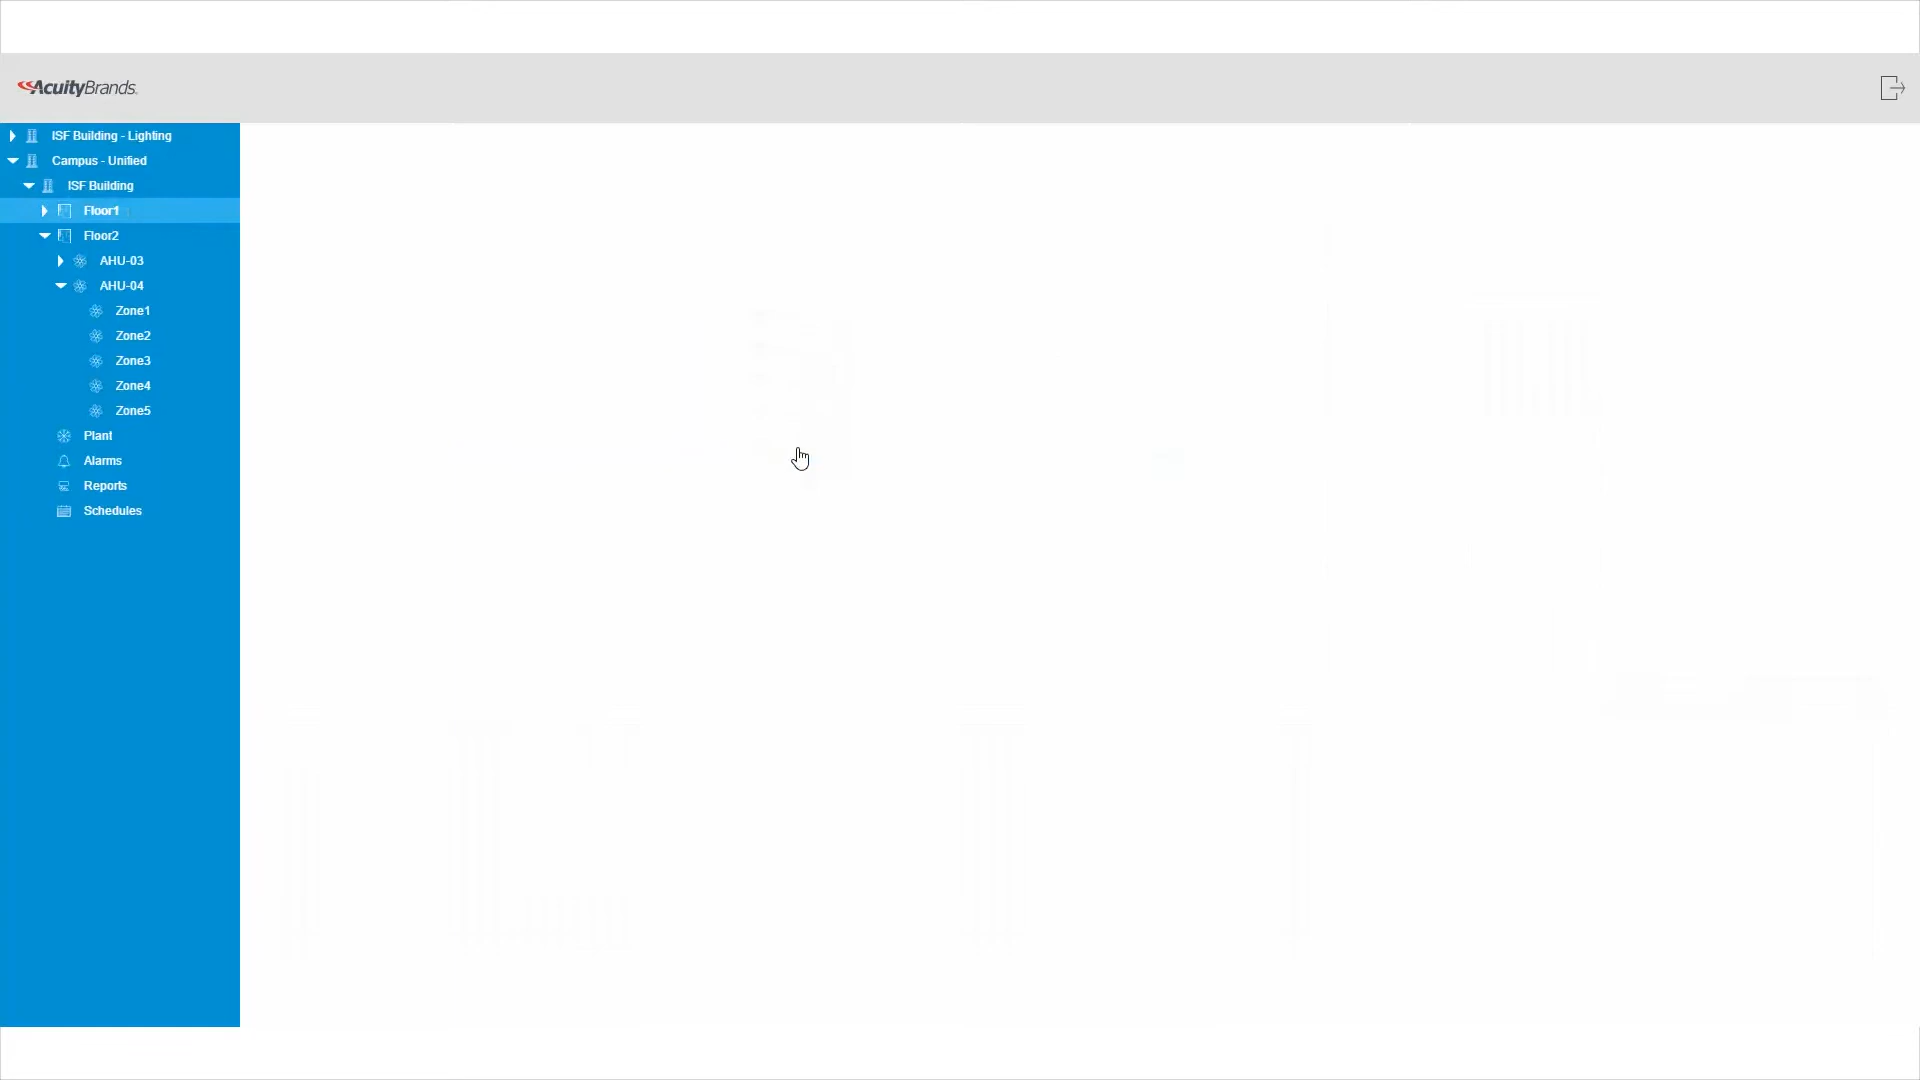 AcuityBrands.
ISF Building - Lighting
Campus - Unified
ISF Building
Floor1
Floor2
AHU-03
AHU-04
Zone1
Zone2
Zone3
Zone4
Zone5
Plant
Alarms
Reports
Schedules